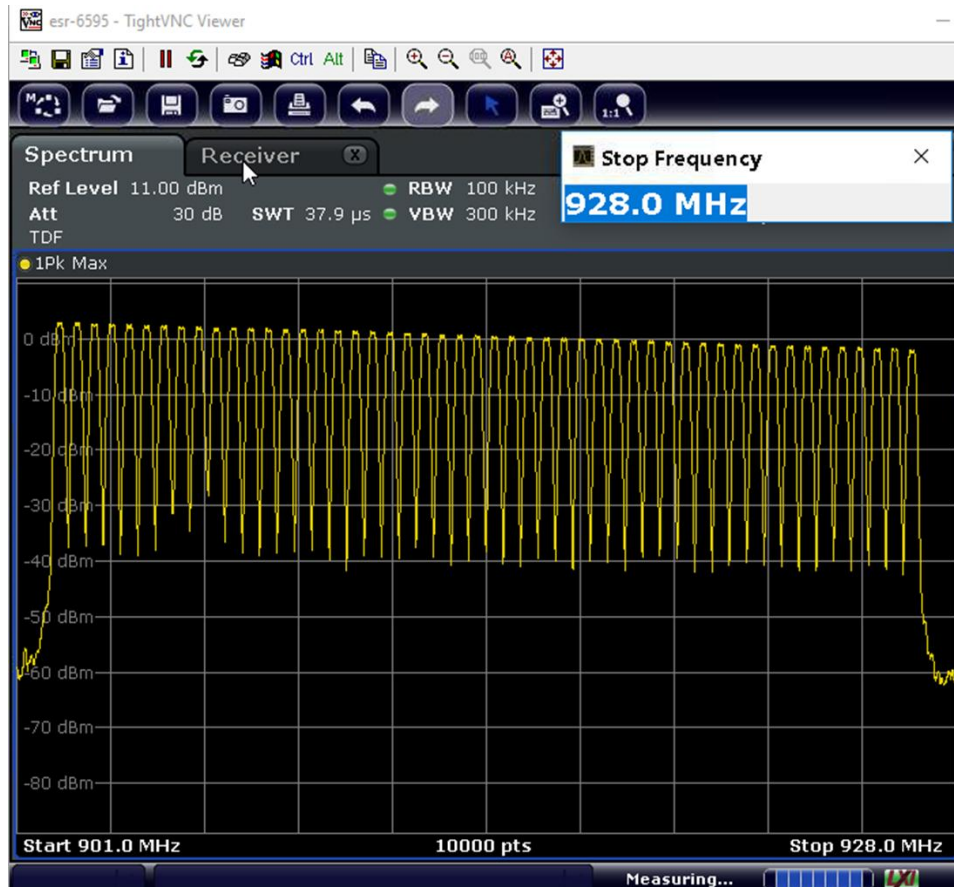 esr-6595 - TightVNC Viewer
Ctrl Alt
M
1:1
Spectrum
Receiver
Stop Frequency
928.0 MHz
Ref Level 11.00 dBm
RBW 100 kHz
Att 30 dB SWT 37.9 µs VBW 300 kHz
TDF
1Pk Max
0 dBm
-10 dBm
-20 dBm
-30 dBm
-40 dBm
-50 dBm
-60 dBm
-70 dBm
-80 dBm
Start 901.0 MHz 10000 pts Stop 928.0 MHz
Measuring... LXI